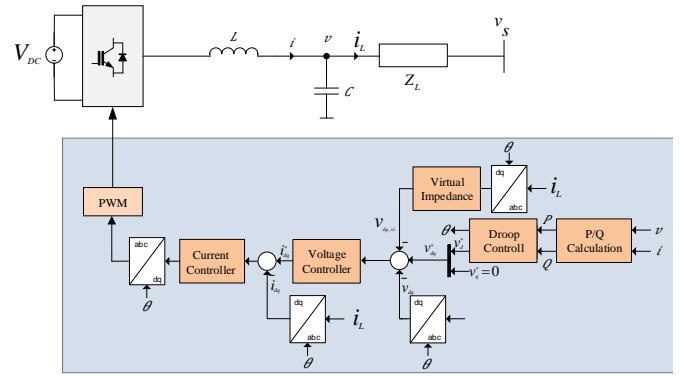 V_DC
L
i
v
i_L
Z_L
v_s
C
θ
dq
abc
i_L
Virtual
Impedance
v_dq,vi
-
PWM
abc
dq
θ
Current
Controller
i*_dq
-
i_dq
Voltage
Controller
v*_dq
-
v_dq
θ
v*_d
v*_q=0
Droop
Controll
P
Q
P/Q
Calculation
v
i
dq
abc
i_L
θ
dq
abc
θ